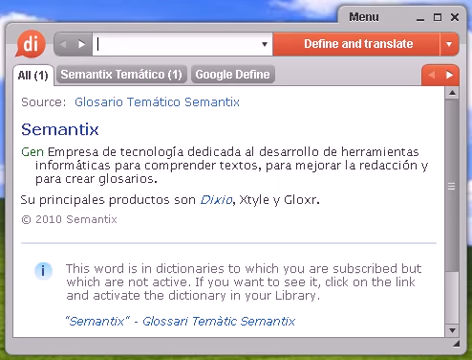 Menu
di
Define and translate
All (1)
Semantix Temático (1)
Google Define
Source: Glosario Temático Semantix
Semantix
Gen Empresa de tecnología dedicada al desarrollo de herramientas
informáticas para comprender textos, para mejorar la redacción y
para crear glosarios.
Su principales productos son Dixio, Xtyle y Gloxr.
© 2010 Semantix
i
This word is in dictionaries to which you are subscribed but
which are not active. If you want to see it, click on the link
and activate the dictionary in your Library.
"Semantix" - Glossari Temàtic Semantix